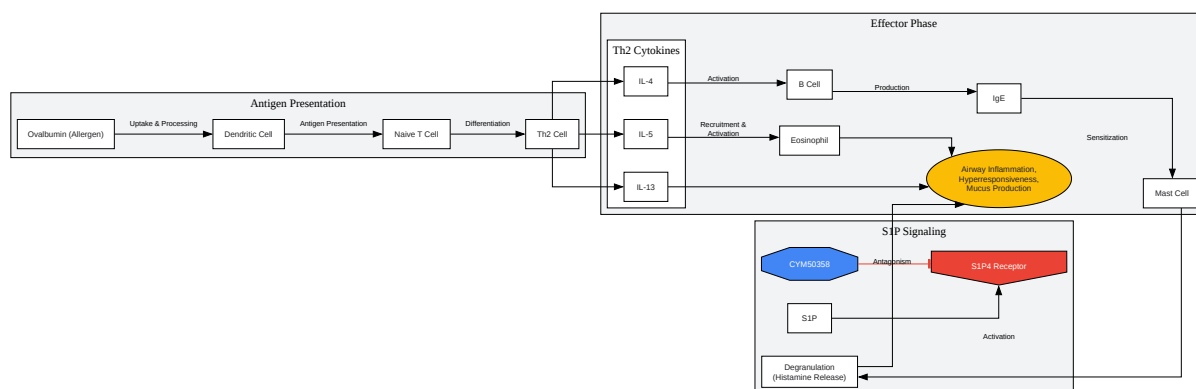 Effector Phase
Th2 Cytokines
IL-4
Activation
B Cell
Production
IgE
Antigen Presentation
Ovalbumin (Allergen)
Uptake & Processing
Dendritic Cell
Antigen Presentation
Naive T Cell
Differentiation
Th2 Cell
IL-5
Recruitment &
Activation
Eosinophil
Sensitization
IL-13
Airway Inflammation,
Hyperresponsiveness,
Mucus Production
Mast Cell
S1P Signaling
CYM50358
Antagonism
S1P4 Receptor
S1P
Activation
Degranulation
(Histamine Release)